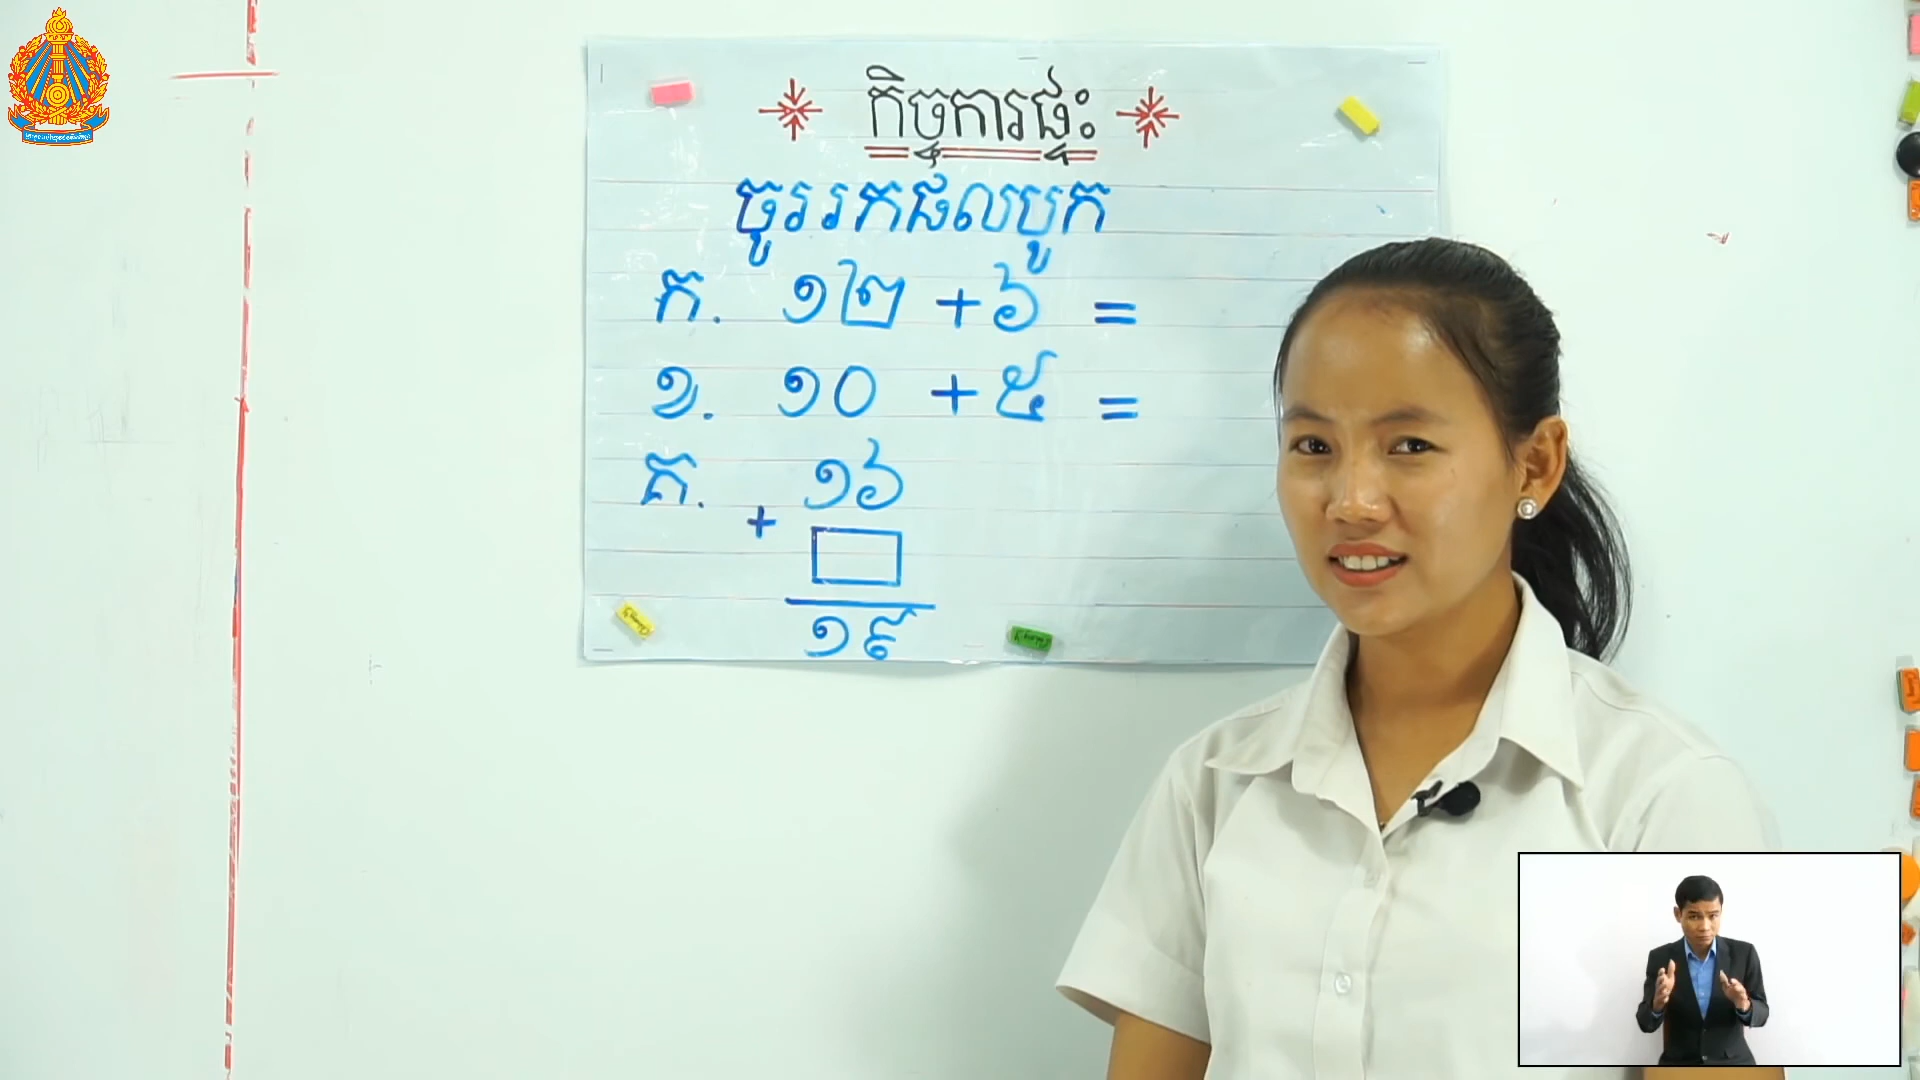 កិច្ចការផ្ទះ
ចូររកផលបូក
ក. ១២ + ៦ =
ខ. ១០ + ៥ =
គ. ១៦
+
១៩